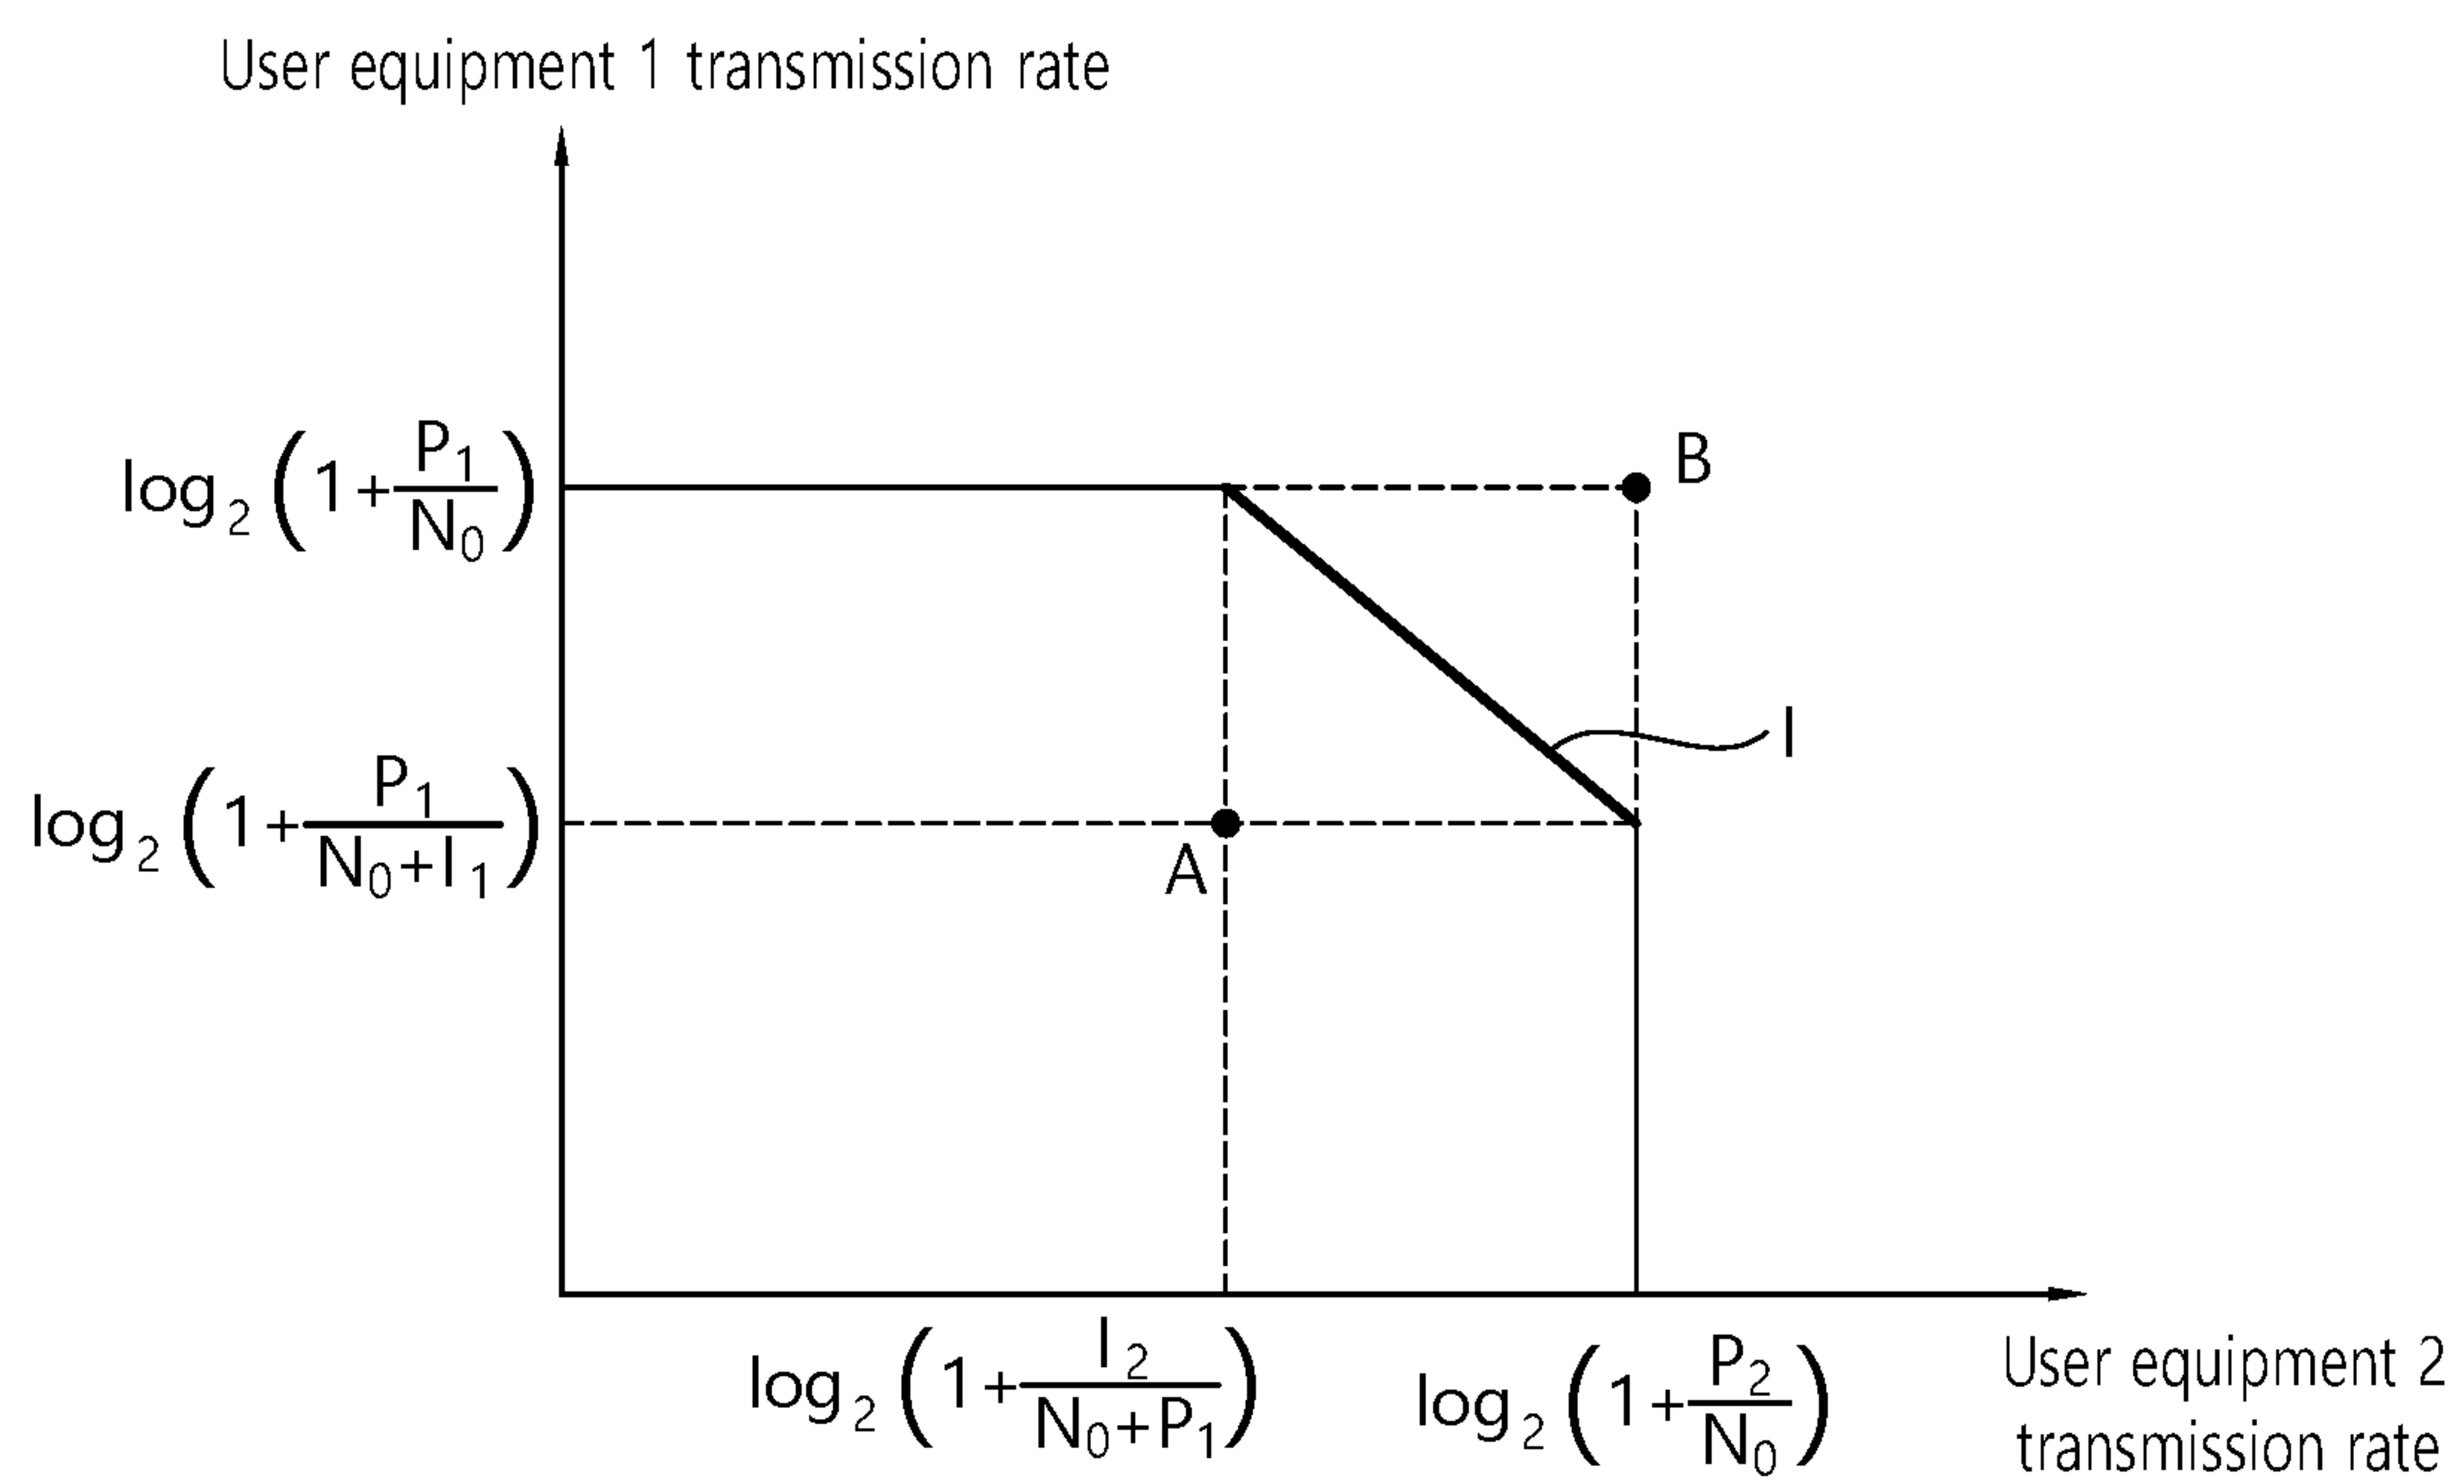 User equipment 1 transmission rate
log₂(1+P₁/N₀)
B
I
log₂(1+P₁/(N₀+I₁))
A
log₂(1+I₂/(N₀+P₁))
log₂(1+P₂/N₀)
User equipment 2
transmission rate